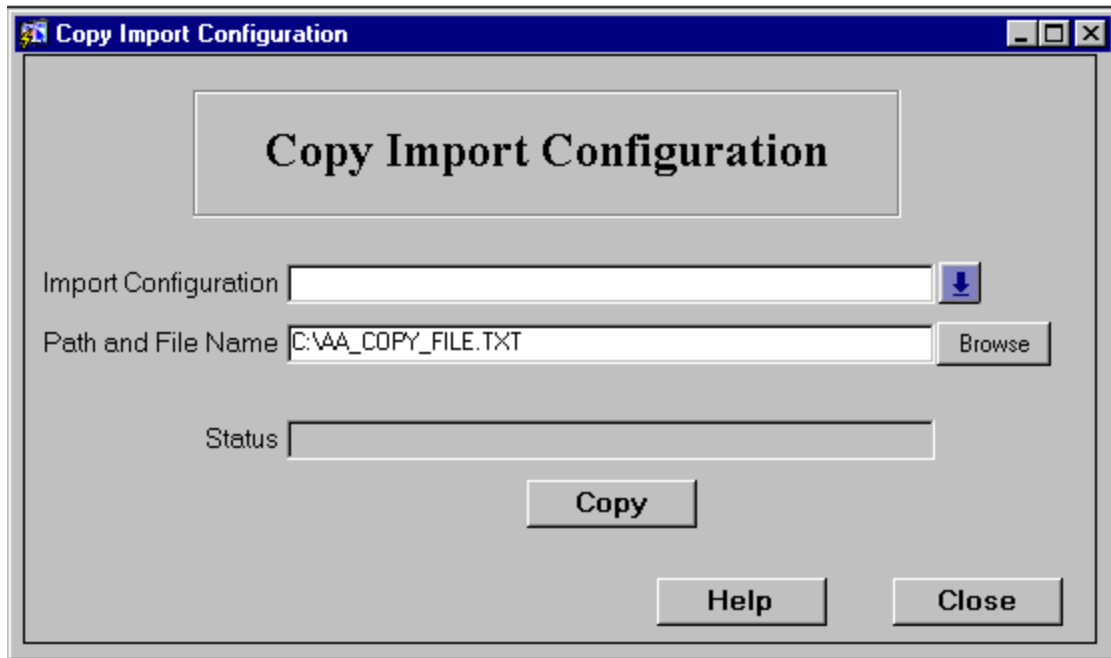 Copy Import Configuration
Copy Import Configuration
Import Configuration
Path and File Name C:\AA_COPY_FILE.TXT Browse
Status
Copy
Help Close